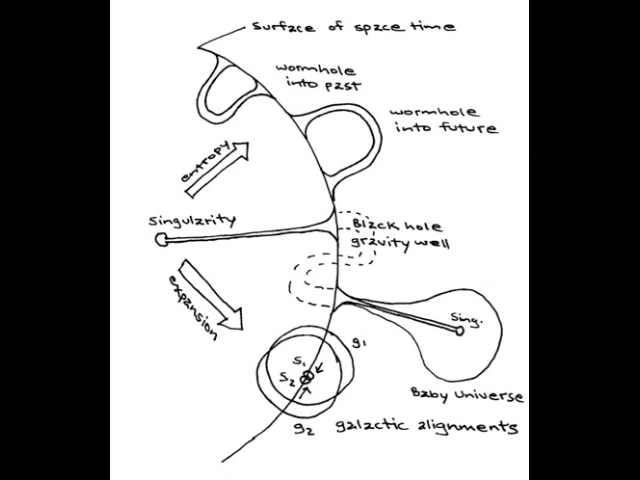 surface of space time
wormhole
into past
wormhole
into future
entropy
Singularity
Black hole
gravity well
expansion
Sing.
g1
S1
S2
Baby Universe
g2
galactic alignments